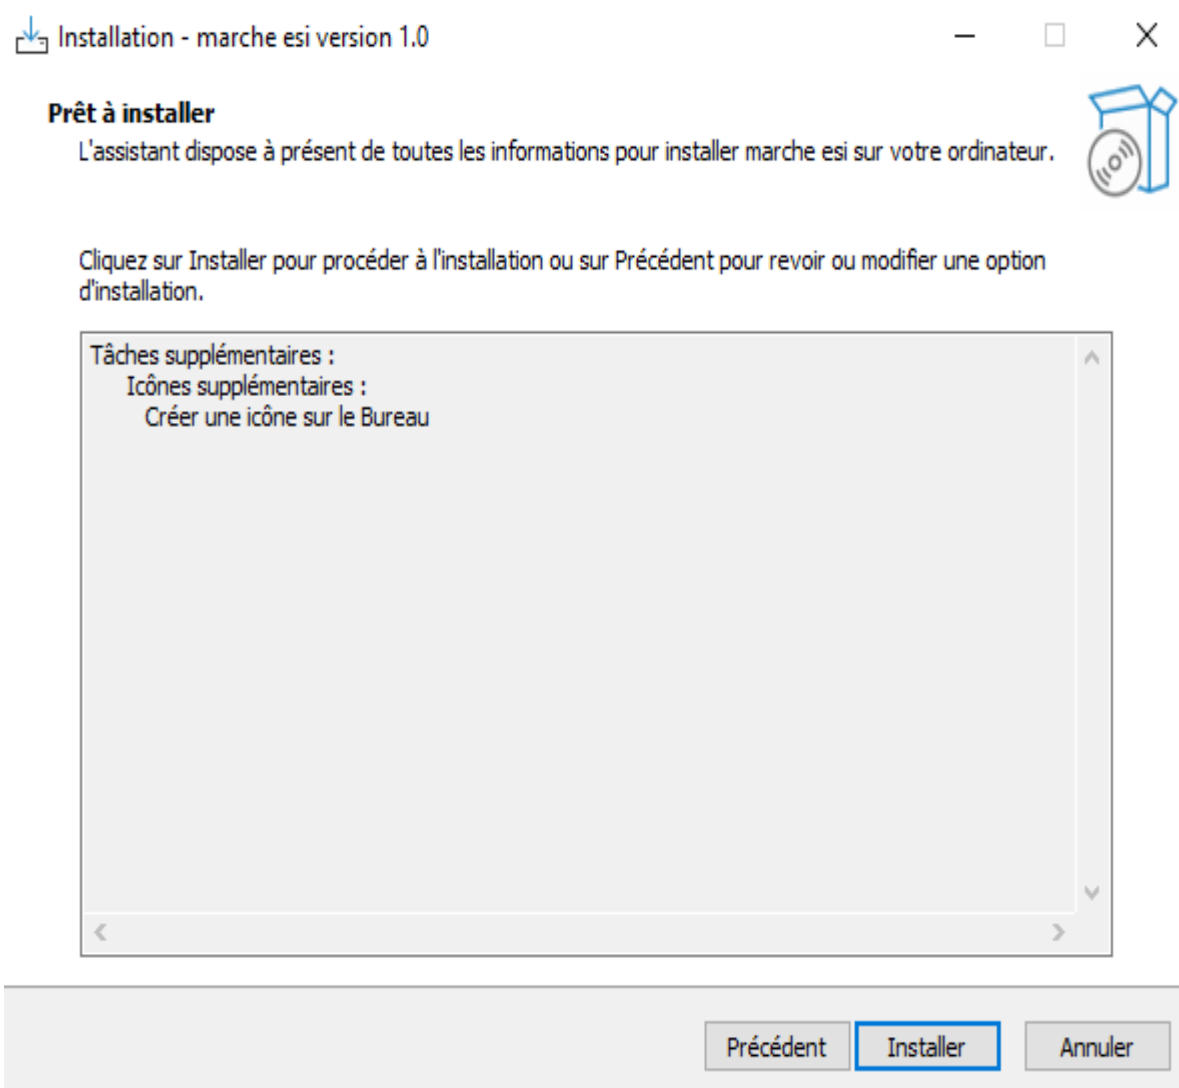 Installation - marche esi version 1.0
Prêt à installer
L'assistant dispose à présent de toutes les informations pour installer marche esi sur votre ordinateur.
Cliquez sur Installer pour procéder à l'installation ou sur Précédent pour revoir ou modifier une option
d'installation.
Tâches supplémentaires :
Icônes supplémentaires :
Créer une icône sur le Bureau
Précédent
Installer
Annuler